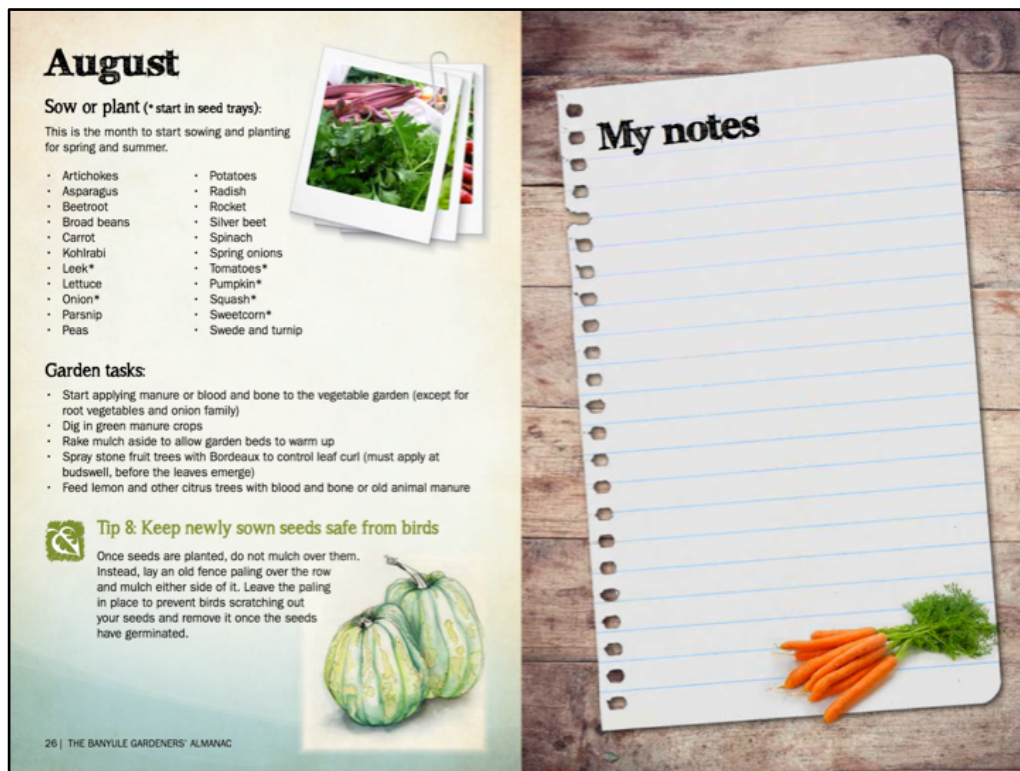 August
Sow or plant (* start in seed trays):
This is the month to start sowing and planting
for spring and summer.
· Artichokes
· Asparagus
· Beetroot
· Broad beans
· Carrot
· Kohlrabi
· Leek*
· Lettuce
· Onion*
· Parsnip
· Peas
· Potatoes
· Radish
· Rocket
· Silver beet
· Spinach
· Spring onions
· Tomatoes*
· Pumpkin*
· Squash*
· Sweetcorn*
· Swede and turnip
Garden tasks:
· Start applying manure or blood and bone to the vegetable garden (except for
root vegetables and onion family)
· Dig in green manure crops
· Rake mulch aside to allow garden beds to warm up
· Spray stone fruit trees with Bordeaux to control leaf curl (must apply at
budswell, before the leaves emerge)
· Feed lemon and other citrus trees with blood and bone or old animal manure
Tip 8: Keep newly sown seeds safe from birds
Once seeds are planted, do not mulch over them.
Instead, lay an old fence paling over the row
and mulch either side of it. Leave the paling
in place to prevent birds scratching out
your seeds and remove it once the seeds
have germinated.
26 | THE BANYULE GARDENERS' ALMANAC
My notes